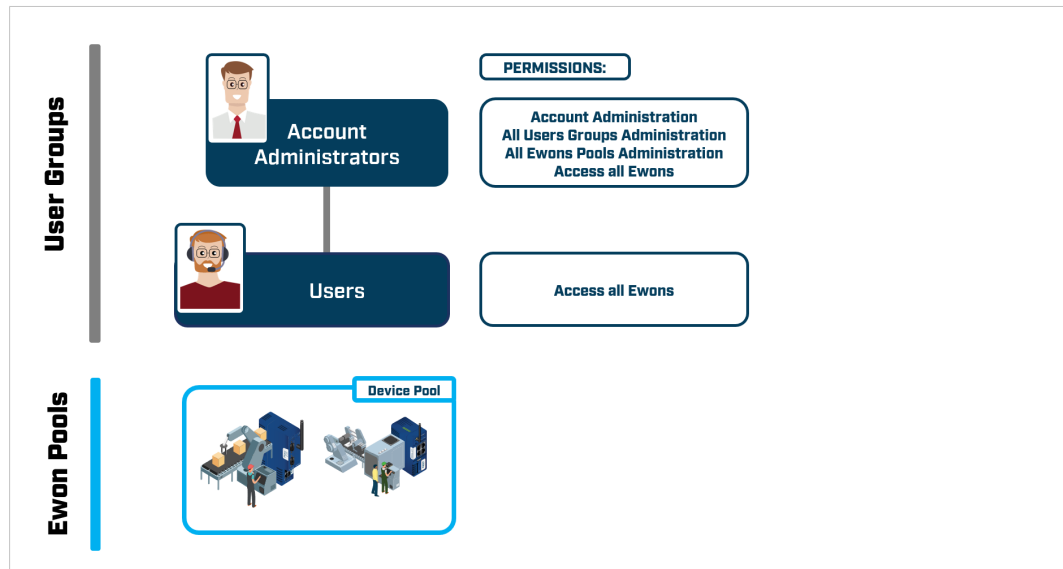 User Groups
PERMISSIONS:
Account
Administrators
Account Administration
All Users Groups Administration
All Ewons Pools Administration
Access all Ewons
Users
Access all Ewons
Ewon Pools
Device Pool